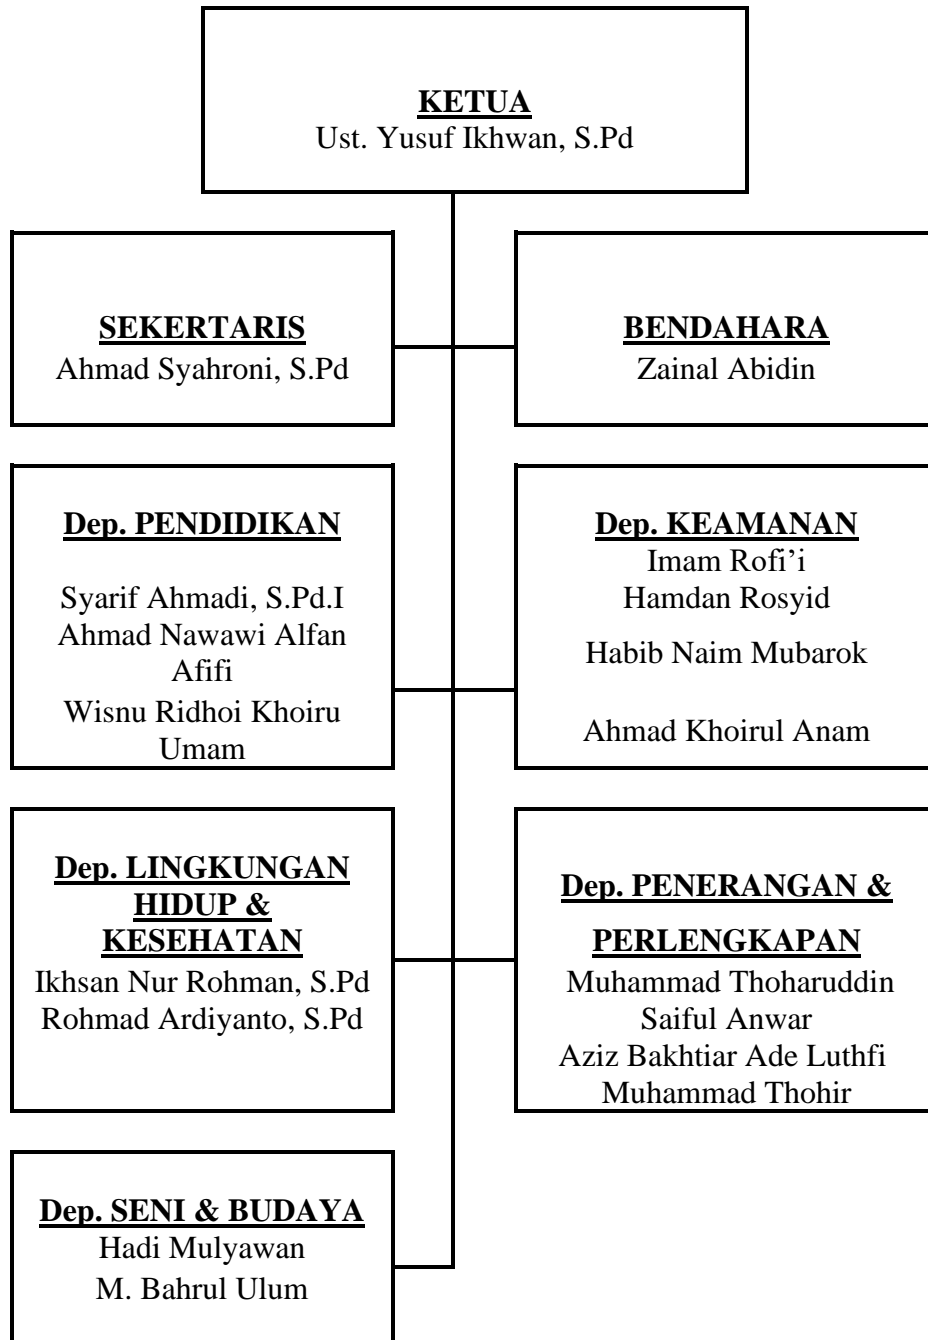 KETUA
Ust. Yusuf Ikhwan, S.Pd
SEKERTARIS
Ahmad Syahroni, S.Pd
BENDAHARA
Zainal Abidin
Dep. PENDIDIKAN
Syarif Ahmadi, S.Pd.I
Ahmad Nawawi Alfan
Afifi
Wisnu Ridhoi Khoiru
Umam
Dep. KEAMANAN
Imam Rofi’i
Hamdan Rosyid
Habib Naim Mubarok
Ahmad Khoirul Anam
Dep. LINGKUNGAN
HIDUP &
KESEHATAN
Ikhsan Nur Rohman, S.Pd
Rohmad Ardiyanto, S.Pd
Dep. PENERANGAN &
PERLENGKAPAN
Muhammad Thoharuddin
Saiful Anwar
Aziz Bakhtiar Ade Luthfi
Muhammad Thohir
Dep. SENI & BUDAYA
Hadi Mulyawan
M. Bahrul Ulum